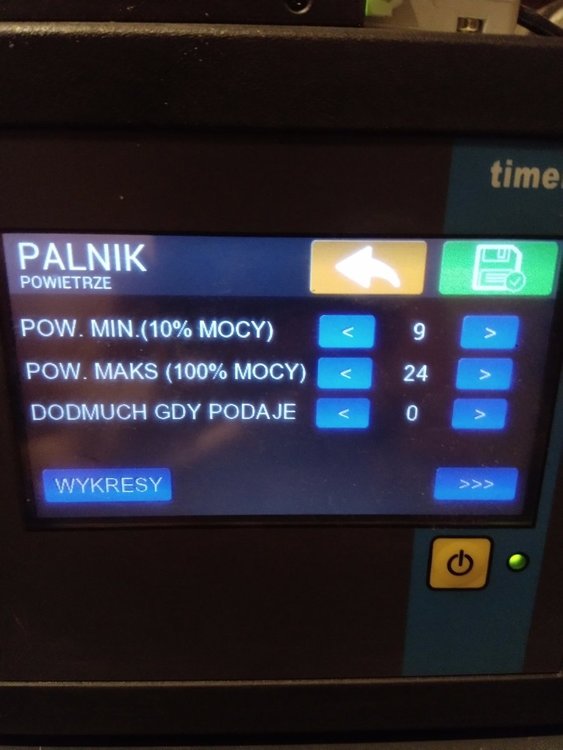 time
PALNIK
POWIETRZE
POW. MIN.(10% MOCY) < 9 >
POW. MAKS (100% MOCY) < 24 >
DODMUCH GDY PODAJE < 0 >
WYKRESY >>>